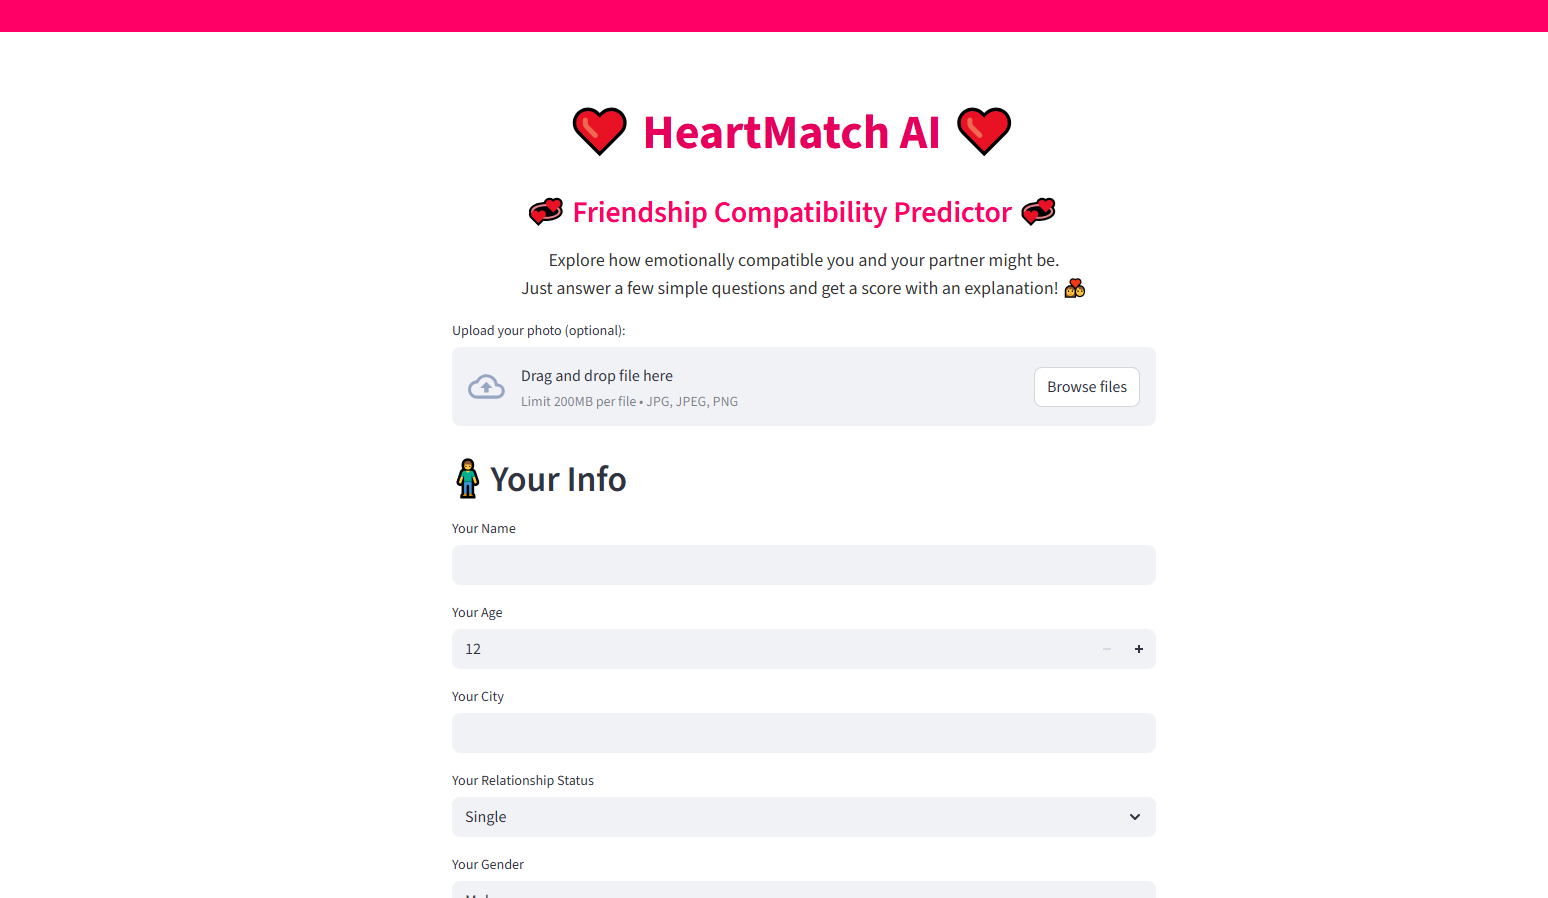 HeartMatch AI
Friendship Compatibility Predictor
Explore how emotionally compatible you and your partner might be.
Just answer a few simple questions and get a score with an explanation!
Upload your photo (optional):
Drag and drop file here
Limit 200MB per file • JPG, JPEG, PNG
Browse files
Your Info
Your Name
Your Age
12
Your City
Your Relationship Status
Single
Your Gender